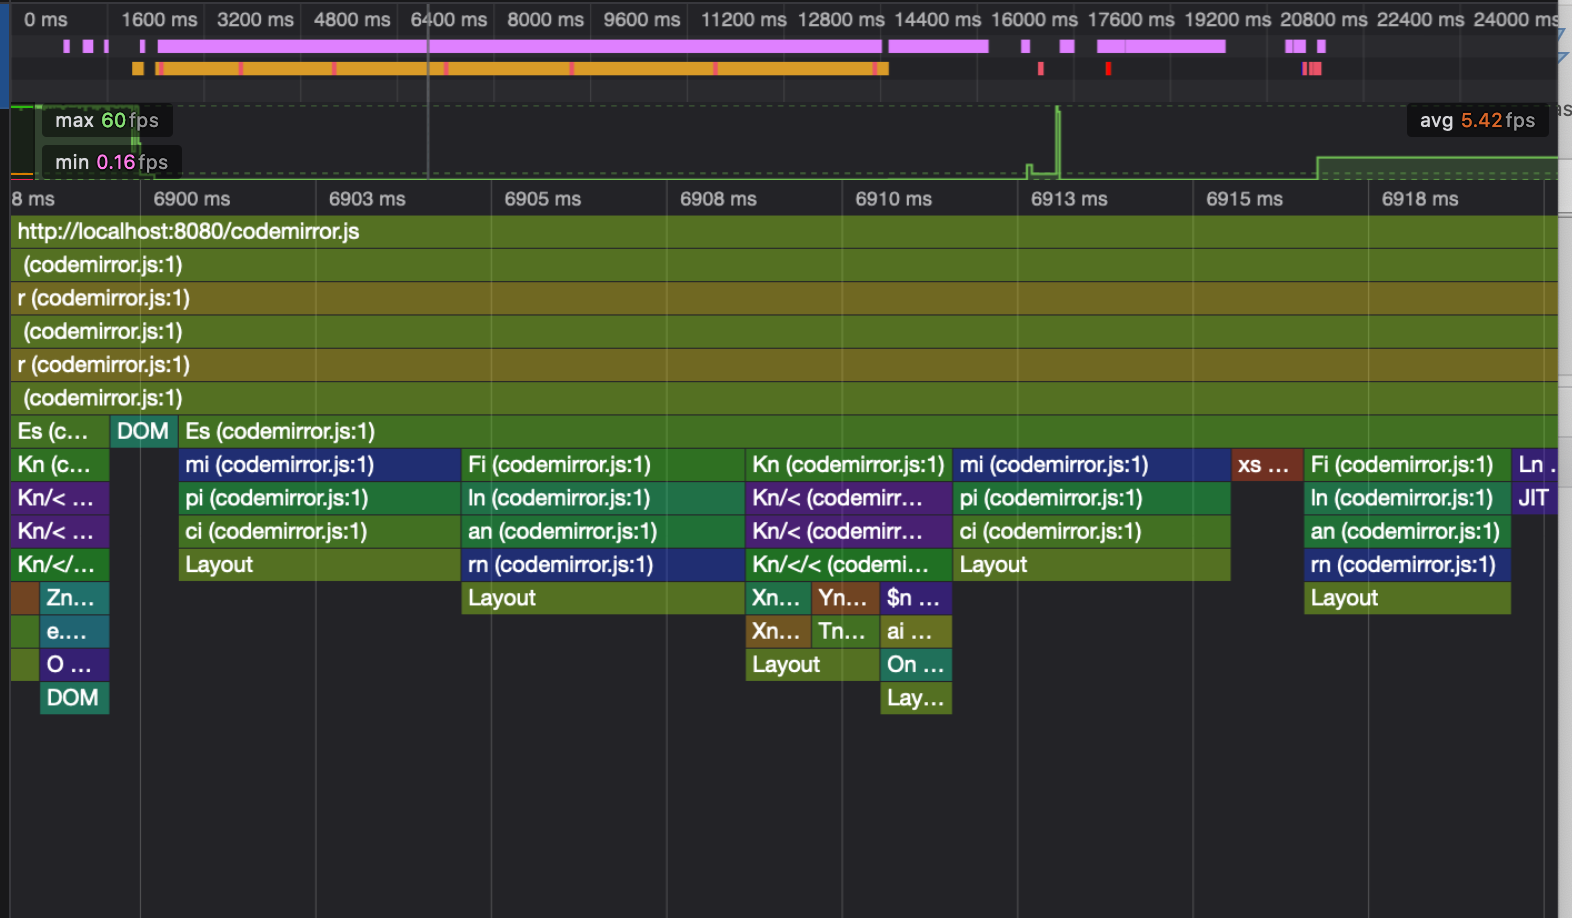 0 ms 1600 ms 3200 ms 4800 ms 6400 ms 8000 ms 9600 ms 11200 ms 12800 ms 14400 ms 16000 ms 17600 ms 19200 ms 20800 ms 22400 ms 24000 ms
max 60 fps avg 5.42 fps
min 0.16 fps
8 ms 6900 ms 6903 ms 6905 ms 6908 ms 6910 ms 6913 ms 6915 ms 6918 ms
http://localhost:8080/codemirror.js
(codemirror.js:1)
r (codemirror.js:1)
(codemirror.js:1)
r (codemirror.js:1)
(codemirror.js:1)
Es (c... DOM Es (codemirror.js:1)
Kn (c... mi (codemirror.js:1) Fi (codemirror.js:1) Kn (codemirror.js:1) mi (codemirror.js:1) xs ... Fi (codemirror.js:1) Ln .
Kn/< ... pi (codemirror.js:1) ln (codemirror.js:1) Kn/< (codemirr... pi (codemirror.js:1) ln (codemirror.js:1) JIT
Kn/< ... ci (codemirror.js:1) an (codemirror.js:1) Kn/< (codemirr... ci (codemirror.js:1) an (codemirror.js:1)
Kn/</... Layout rn (codemirror.js:1) Kn/</< (codemi... Layout rn (codemirror.js:1)
Zn... Layout Xn... Yn... $n ... Layout
e.... Xn... Tn... ai ...
O ... Layout On ...
DOM Lay...